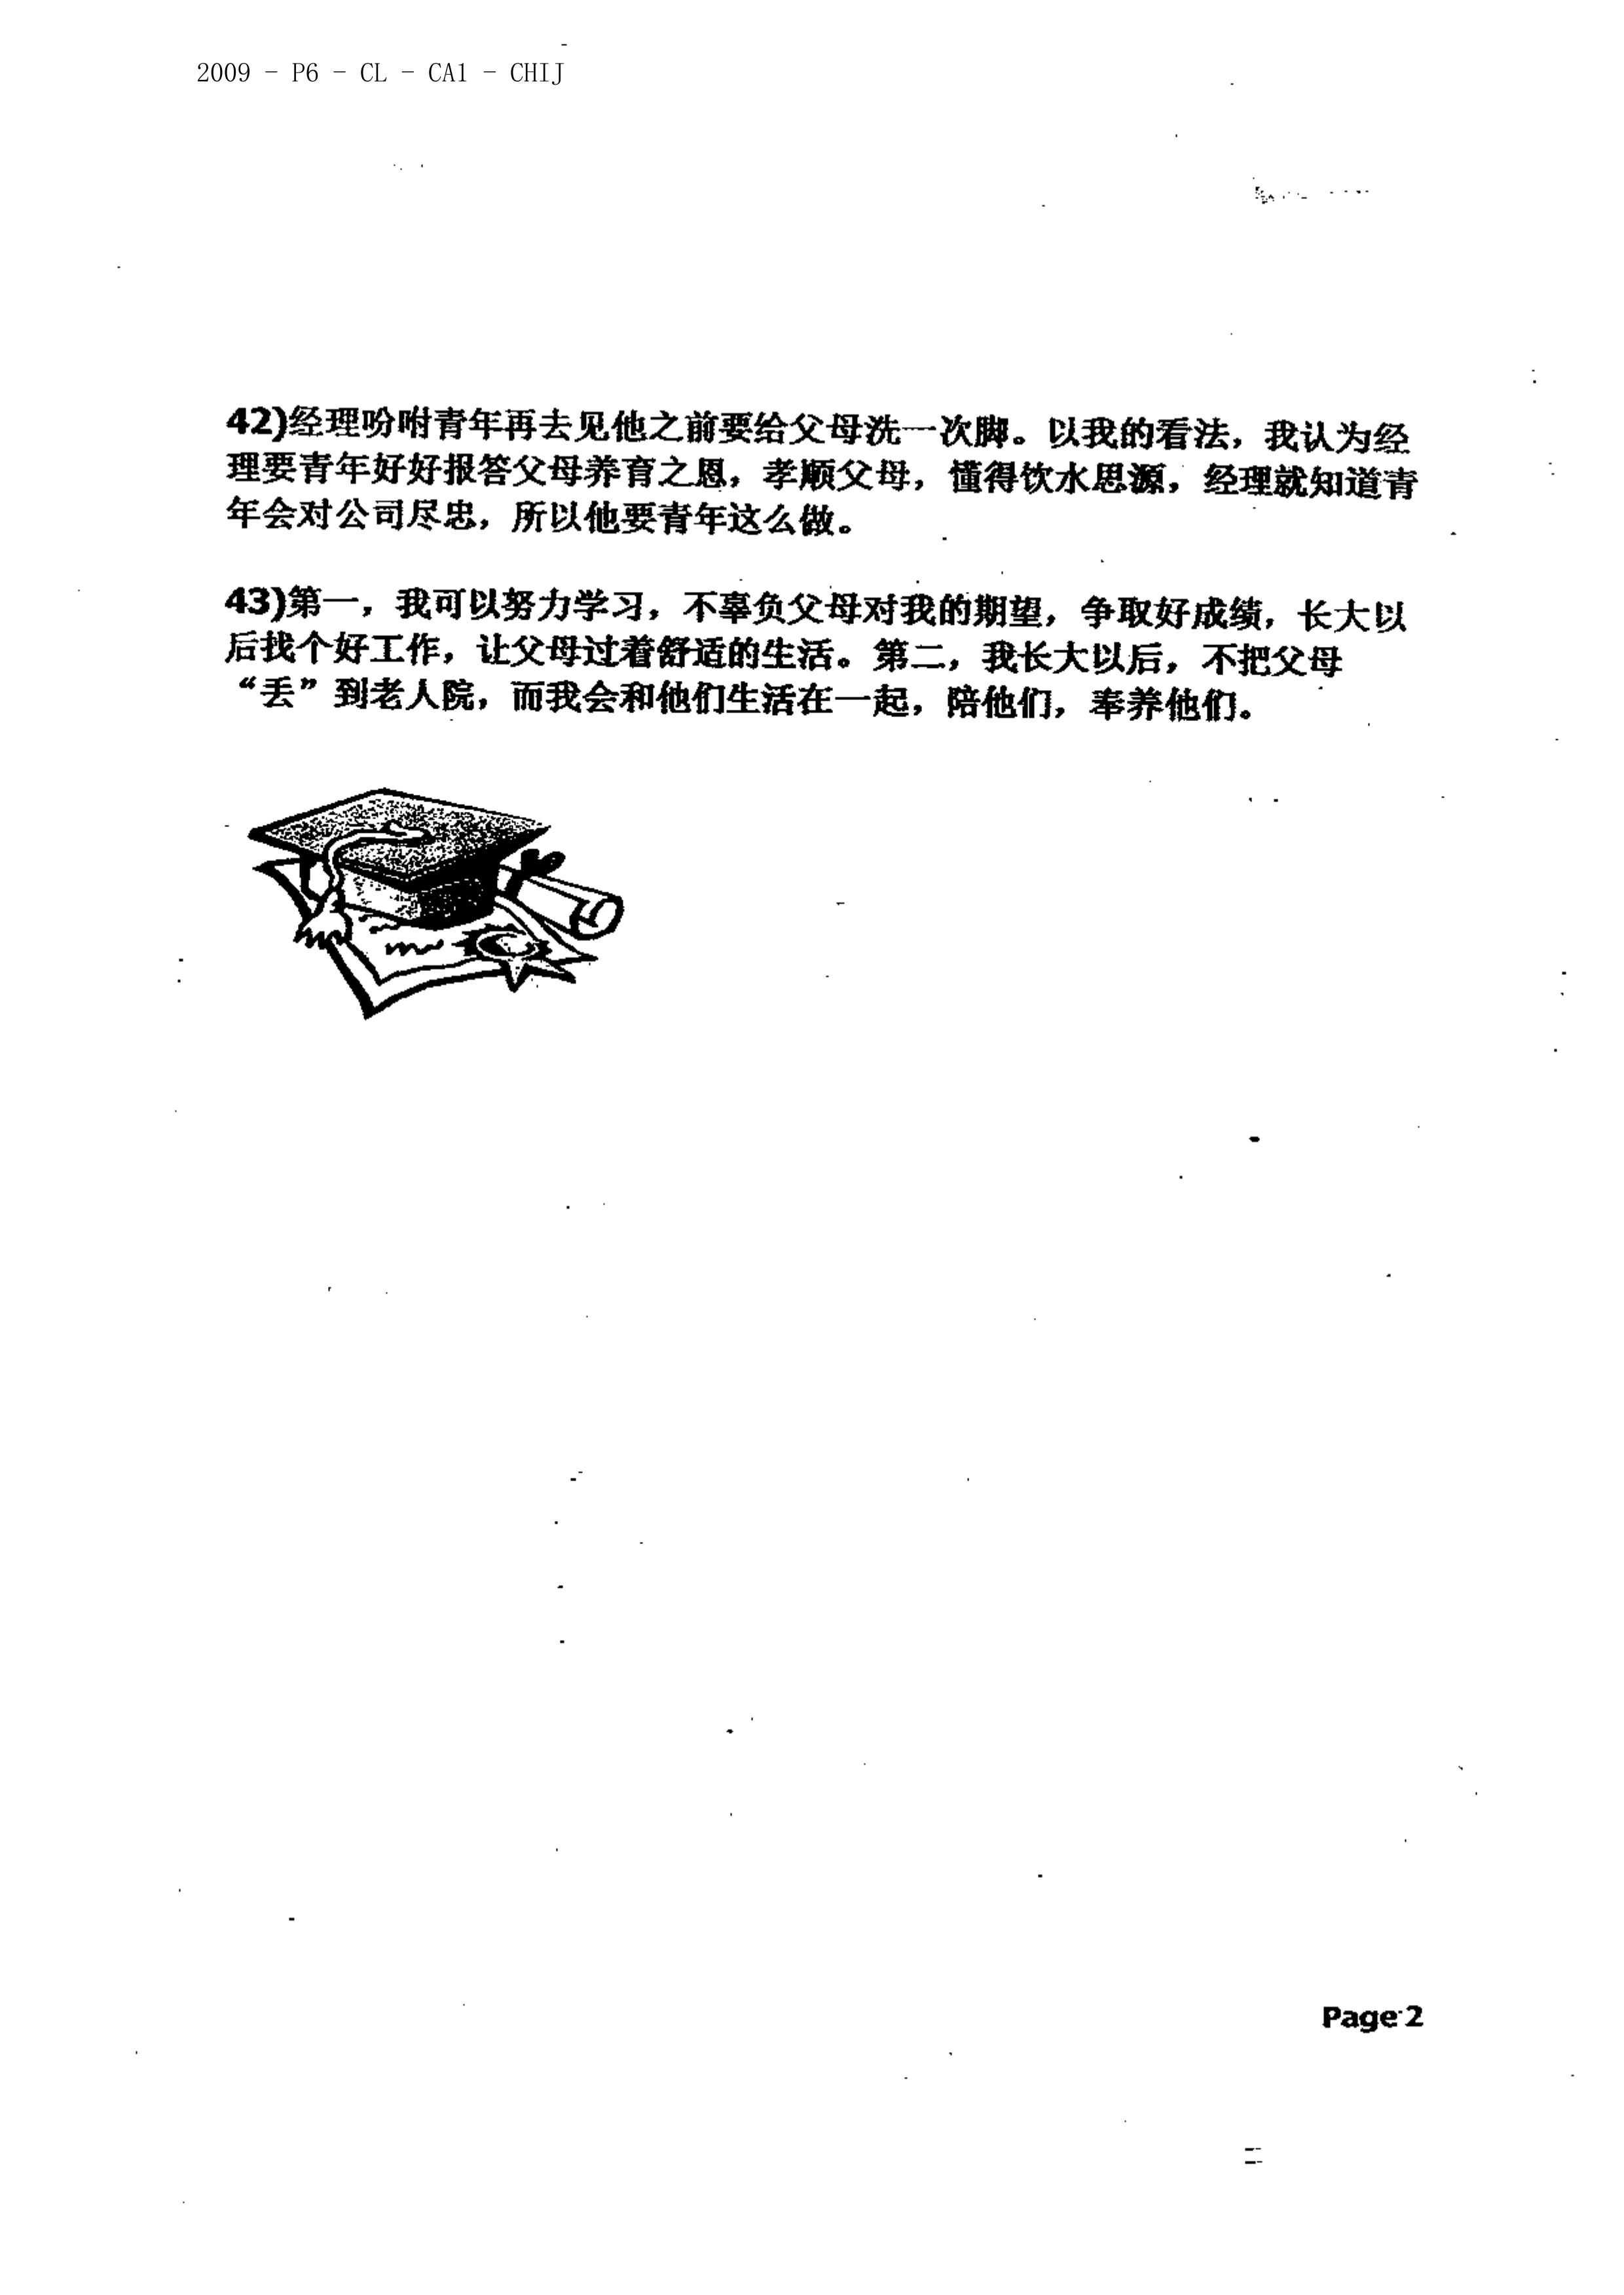 2009 - P6 - CL - CA1 - CHIJ
42)经理吩咐青年再去见他之前要给父母洗一次脚。以我的看法，我认为经
理要青年好好报答父母养育之恩，孝顺父母，懂得饮水思源，经理就知道青
年会对公司尽忠，所以他要青年这么做。
43)第一，我可以努力学习，不辜负父母对我的期望，争取好成绩，长大以
后找个好工作，让父母过着舒适的生活。第二，我长大以后，不把父母
“丢”到老人院，而我会和他们生活在一起，陪他们，奉养他们。
Page 2